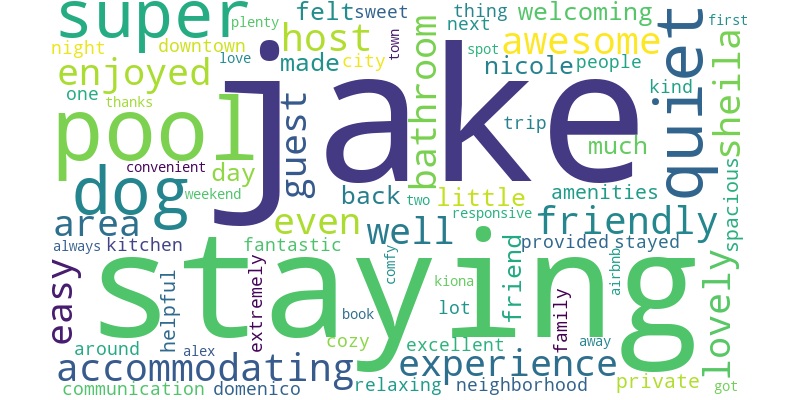 super
plenty
felt
sweet
thing
welcoming
first
night
downtown
host
next
awesome
quiet
love
made
city
town
spot
enjoyed
nicole
people
sheila
one
thanks
jake
bathroom
kind
pool
guest
trip
much
convenient
day
dog
weekend
back
two
little
amenities
spacious
area
even
well
responsive
friendly
always
kitchen
fantastic
staying
provided
stayed
easy
helpful
extremely
comfy
kiona
friend
airbnb
lovely
book
lot
family
around
alex
cozy
excellent
away
accommodating
experience
communication
domenico
relaxing
neighborhood
private
got